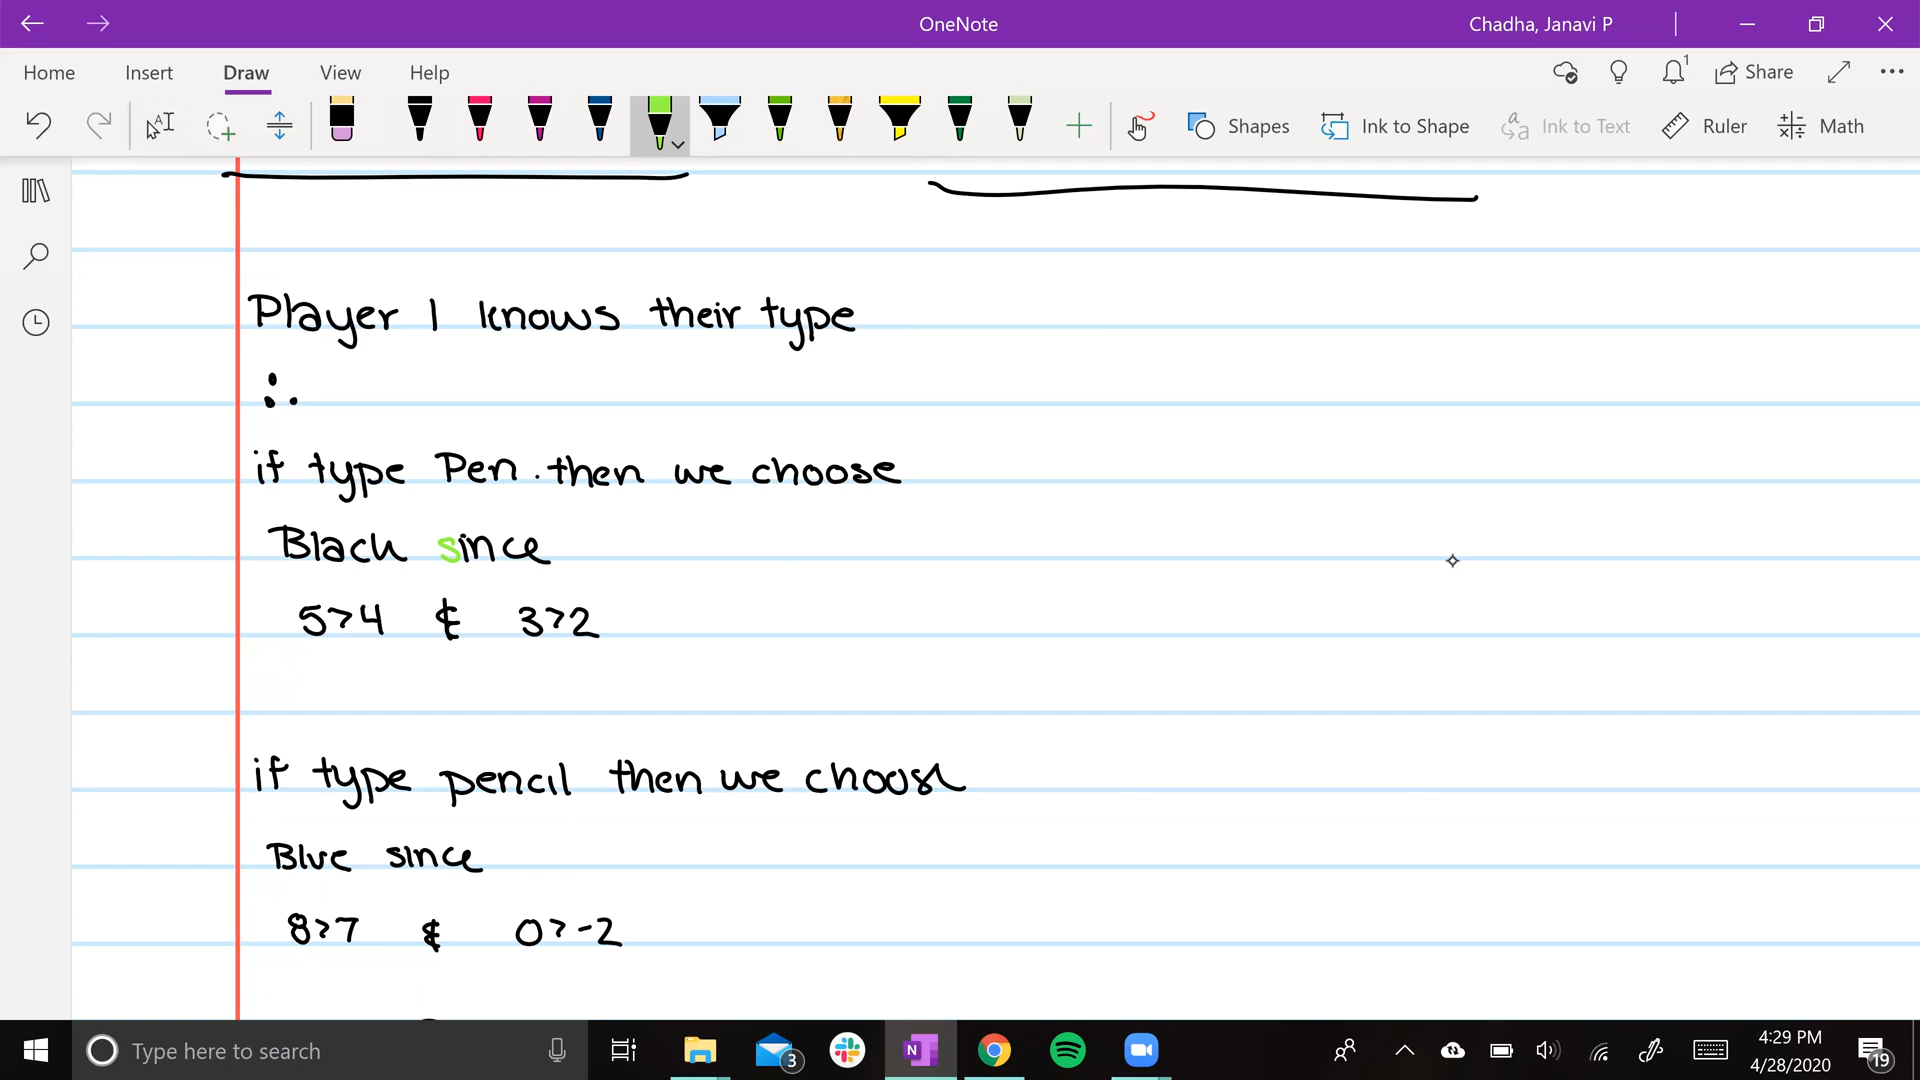 OneNote
Chadha, Janavi P
Home Insert Draw View Help
1
Share
Shapes
Ink to Shape
Ink to Text
Ruler
Math
Player 1 knows their type
∴
if type Pen . then we choose
Black since
5>4 & 3>2
if type pencil then we choose
Blue since
8>7 & 0>-2
Type here to search
3
4:29 PM
4/28/2020
19